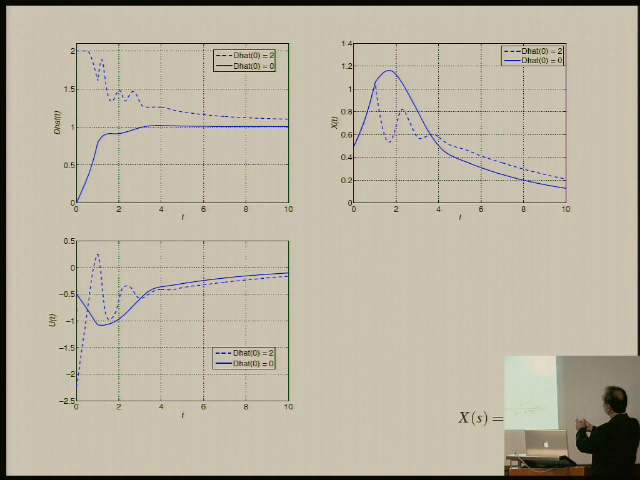 2
1.5
1
0.5
0
Dhat(t)
Dhat(0) = 2
Dhat(0) = 0
0 2 4 6 8 10
t
1.4
1.2
1
0.8
0.6
0.4
0.2
0
X(t)
Dhat(0) = 2
Dhat(0) = 0
0 2 4 6 8 10
t
0.5
0
−0.5
−1
−1.5
−2
−2.5
U(t)
Dhat(0) = 2
Dhat(0) = 0
0 2 4 6 8 10
t
X(s) =